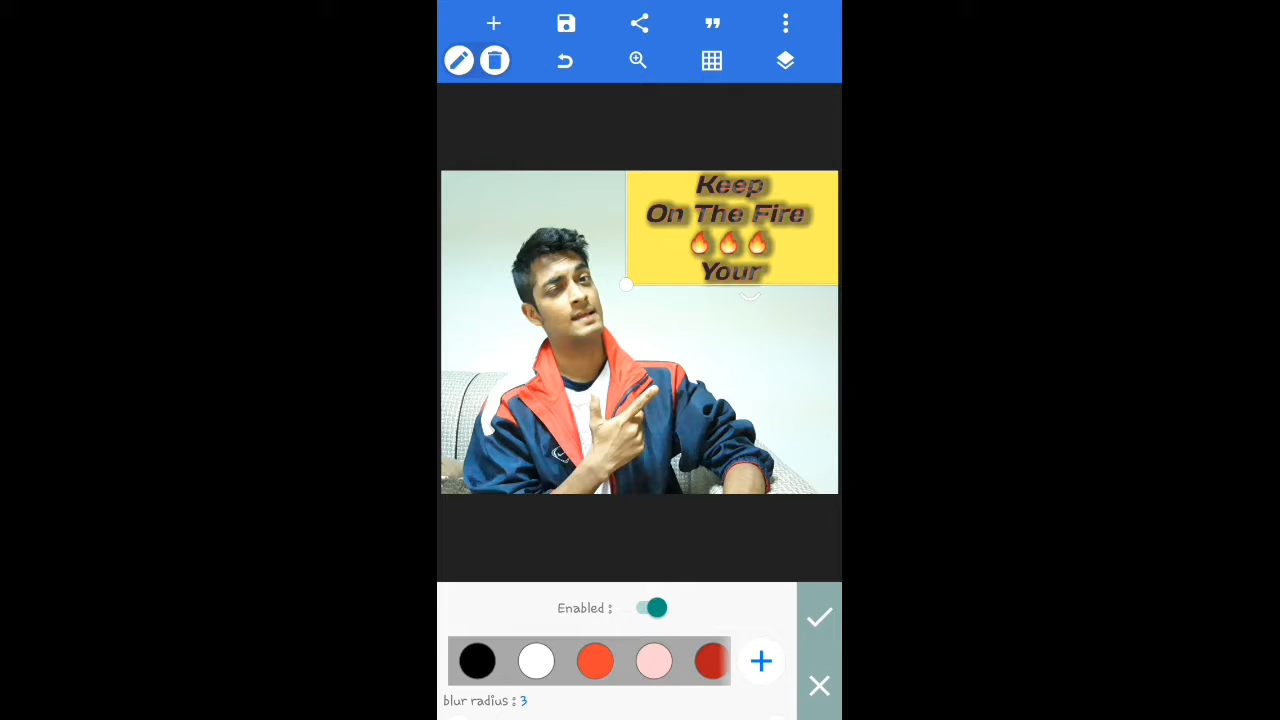 Keep
On The Fire
🔥🔥🔥
Your
Enabled :
blur radius : 3